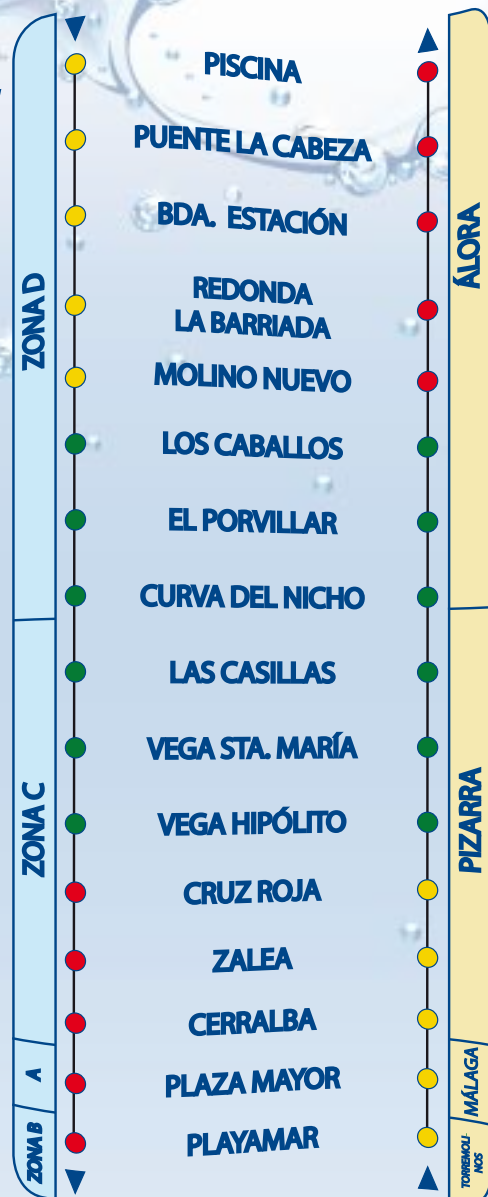 PISCINA
PUENTE LA CABEZA
BDA. ESTACIÓN
REDONDA
LA BARRIADA
MOLINO NUEVO
LOS CABALLOS
EL PORVILLAR
CURVA DEL NICHO
LAS CASILLAS
VEGA STA. MARÍA
VEGA HIPÓLITO
CRUZ ROJA
ZALEA
CERRALBA
PLAZA MAYOR
PLAYAMAR
ZONA D
ZONA C
A
ZONA B
ÁLORA
PIZARRA
MÁLAGA
TORREMOLI-
NOS